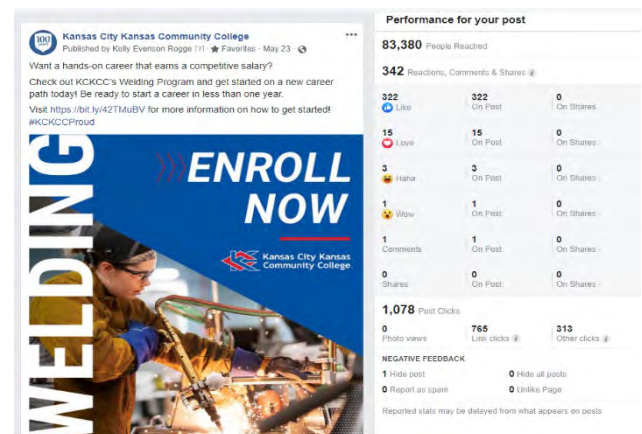 100
Kansas City Kansas Community College
Published by Kelly Evenson Rogge [?] · Favorites · May 23 ·
Want a hands-on career that earns a competitive salary?
Check out KCKCC's Welding Program and get started on a new career
path today! Be ready to start a career in less than one year.
Visit https://bit.ly/42TMuBV for more information on how to get started!
#KCKCCProud
WELDING
ENROLL
NOW
Kansas City Kansas
Community College
Performance for your post
83,380 People Reached
342 Reactions, Comments & Shares
322 322 0
Like On Post On Shares
15 15 0
Love On Post On Shares
3 3 0
Haha On Post On Shares
1 1 0
Wow On Post On Shares
1 1 0
Comments On Post On Shares
0 0 0
Shares On Post On Shares
1,078 Post Clicks
0 765 313
Photo views Link clicks Other clicks
NEGATIVE FEEDBACK
1 Hide post 0 Hide all posts
0 Report as spam 0 Unlike Page
Reported stats may be delayed from what appears on posts